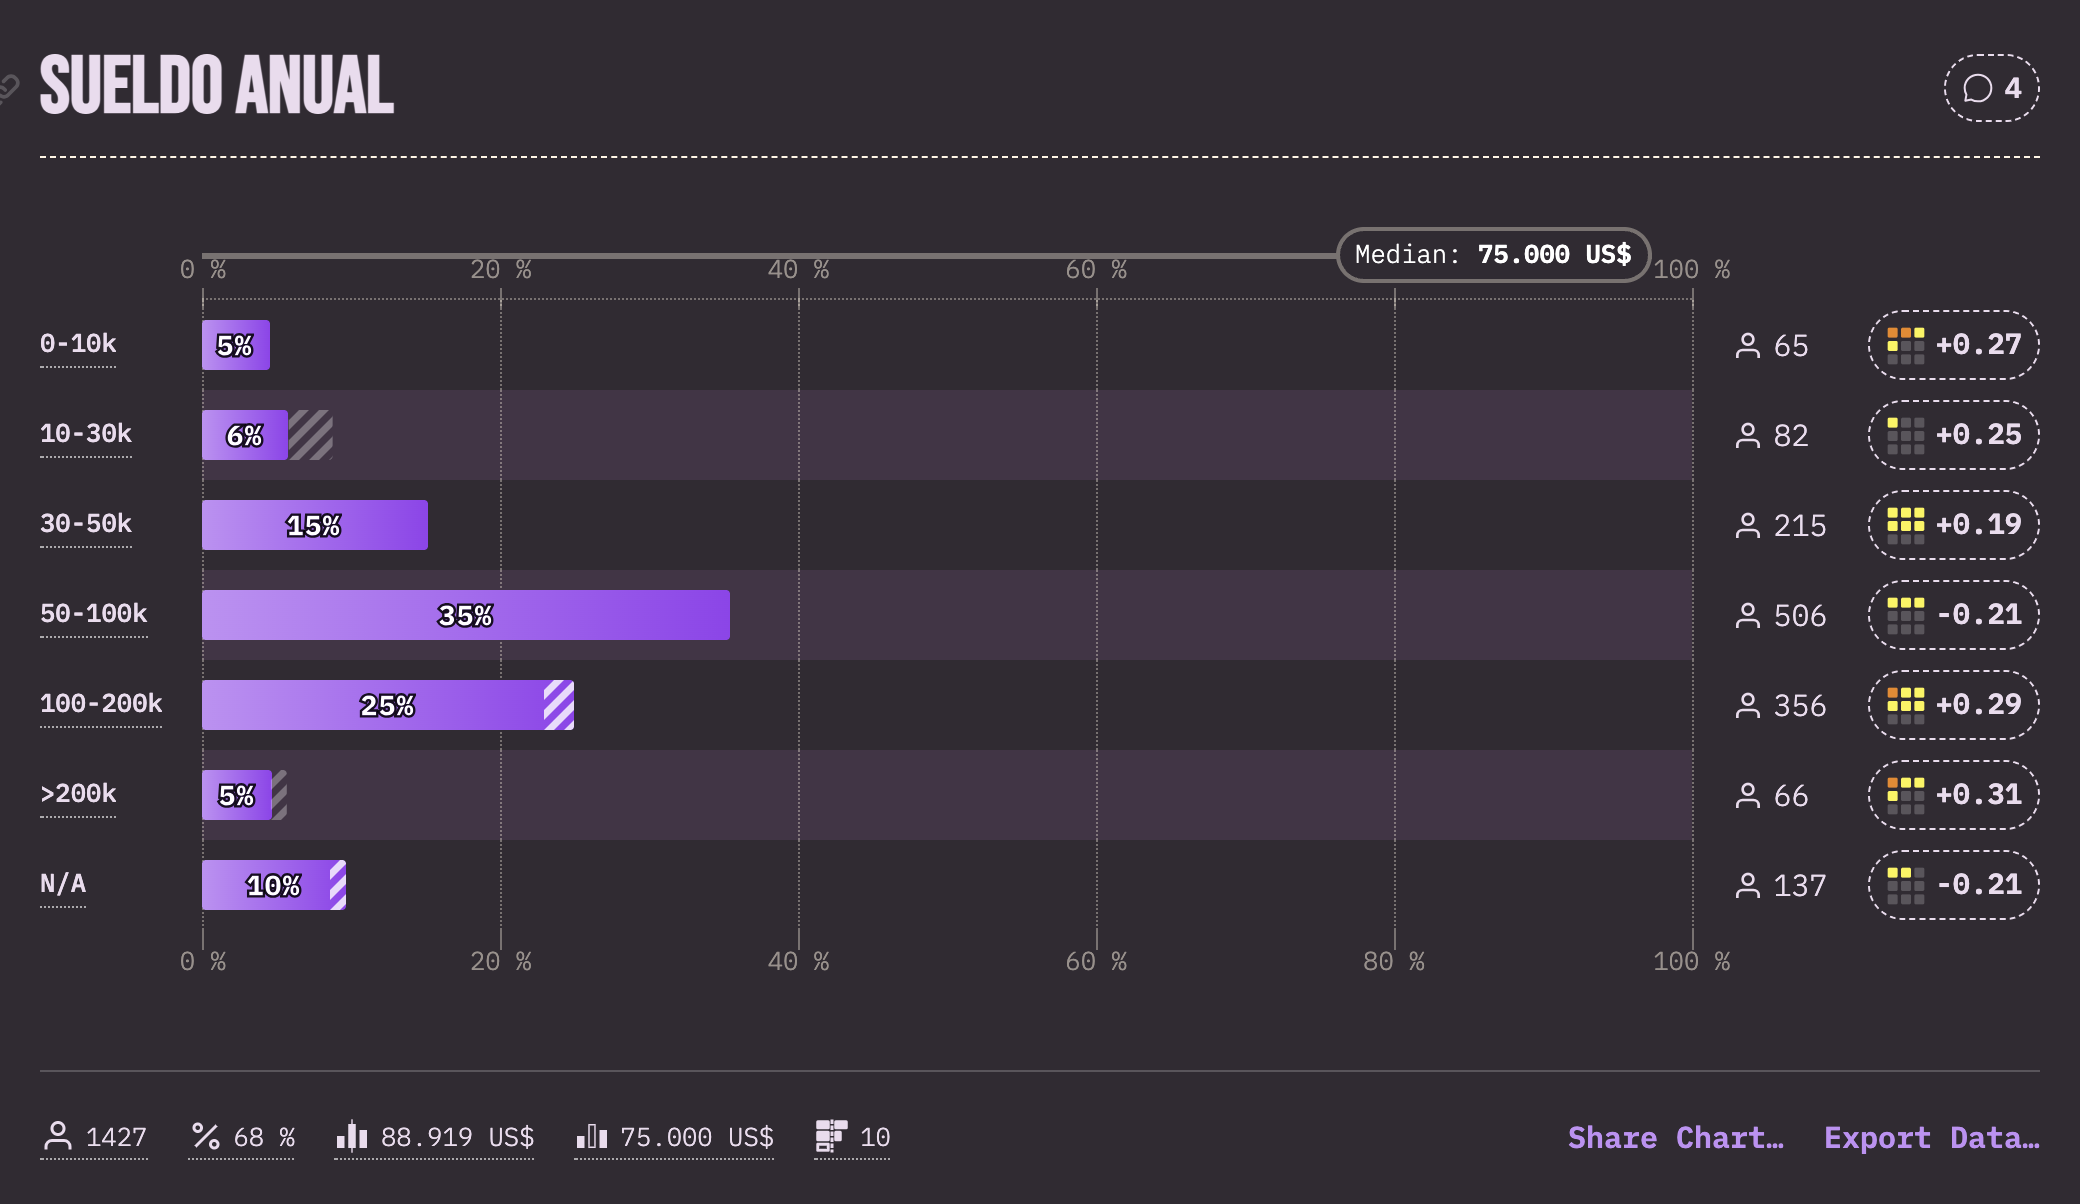 SUELDO ANUAL
4
Median: 75.000 US$
0 % 20 % 40 % 60 % 100 %
0-10k 5% 65 +0.27
10-30k 6% 82 +0.25
30-50k 15% 215 +0.19
50-100k 35% 506 -0.21
100-200k 25% 356 +0.29
>200k 5% 66 +0.31
N/A 10% 137 -0.21
0 % 20 % 40 % 60 % 80 % 100 %
1427 68 % 88.919 US$ 75.000 US$ 10 Share Chart… Export Data…